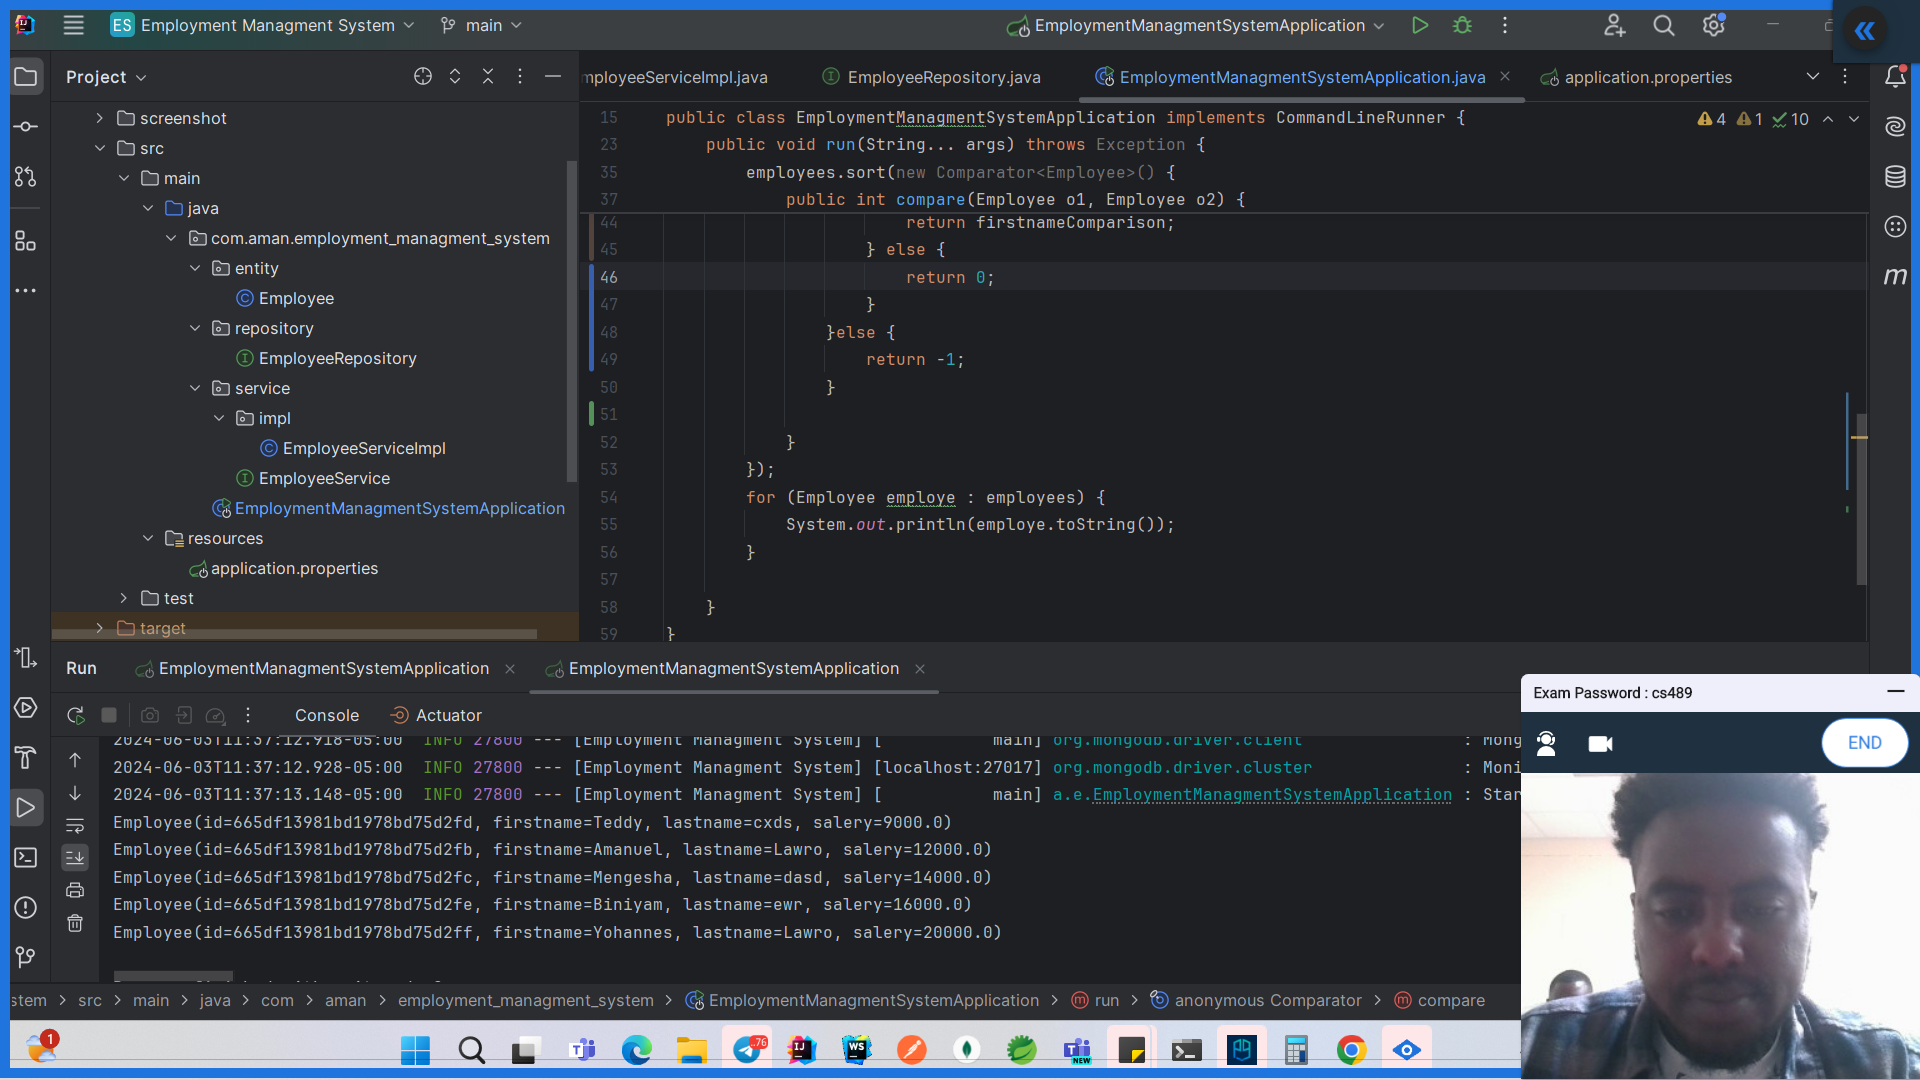 ES Employment Managment System main EmploymentManagmentSystemApplication
Project
mployeeServiceImpl.java EmployeeRepository.java EmploymentManagmentSystemApplication.java application.properties
screenshot
src
main
java
com.aman.employment_managment_system
entity
Employee
repository
EmployeeRepository
service
impl
EmployeeServiceImpl
EmployeeService
EmploymentManagmentSystemApplication
resources
application.properties
test
target
4 1 10
15 public class EmploymentManagmentSystemApplication implements CommandLineRunner {
23 public void run(String... args) throws Exception {
35 employees.sort(new Comparator<Employee>() {
37 public int compare(Employee o1, Employee o2) {
44 return firstnameComparison;
45 } else {
46 return 0;
47 }
48 }else {
49 return -1;
50 }
51
52 }
53 });
54 for (Employee employe : employees) {
55 System.out.println(employe.toString());
56 }
57
58 }
59 }
m
Run EmploymentManagmentSystemApplication EmploymentManagmentSystemApplication
Console Actuator
2024-06-03T11:37:12.918-05:00 INFO 27800 --- [Employment Managment System] [ main] org.mongodb.driver.client : Mong
2024-06-03T11:37:12.928-05:00 INFO 27800 --- [Employment Managment System] [localhost:27017] org.mongodb.driver.cluster : Moni
2024-06-03T11:37:13.148-05:00 INFO 27800 --- [Employment Managment System] [ main] a.e.EmploymentManagmentSystemApplication : Star
Employee(id=665df13981bd1978bd75d2fd, firstname=Teddy, lastname=cxds, salery=9000.0)
Employee(id=665df13981bd1978bd75d2fb, firstname=Amanuel, lastname=Lawro, salery=12000.0)
Employee(id=665df13981bd1978bd75d2fc, firstname=Mengesha, lastname=dasd, salery=14000.0)
Employee(id=665df13981bd1978bd75d2fe, firstname=Biniyam, lastname=ewr, salery=16000.0)
Employee(id=665df13981bd1978bd75d2ff, firstname=Yohannes, lastname=Lawro, salery=20000.0)
stem > src > main > java > com > aman > employment_managment_system > EmploymentManagmentSystemApplication > run > anonymous Comparator > compare
Exam Password : cs489
END
1
76
NEW